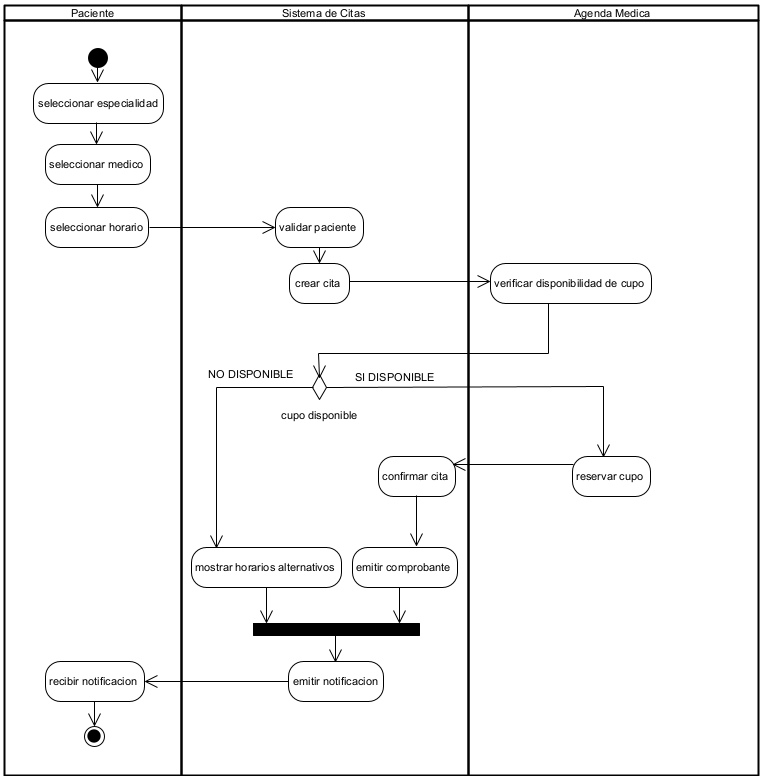 Paciente
Sistema de Citas
Agenda Medica
seleccionar especialidad
seleccionar medico
seleccionar horario
validar paciente
crear cita
verificar disponibilidad de cupo
NO DISPONIBLE
SI DISPONIBLE
cupo disponible
confirmar cita
reservar cupo
mostrar horarios alternativos
emitir comprobante
recibir notificacion
emitir notificacion